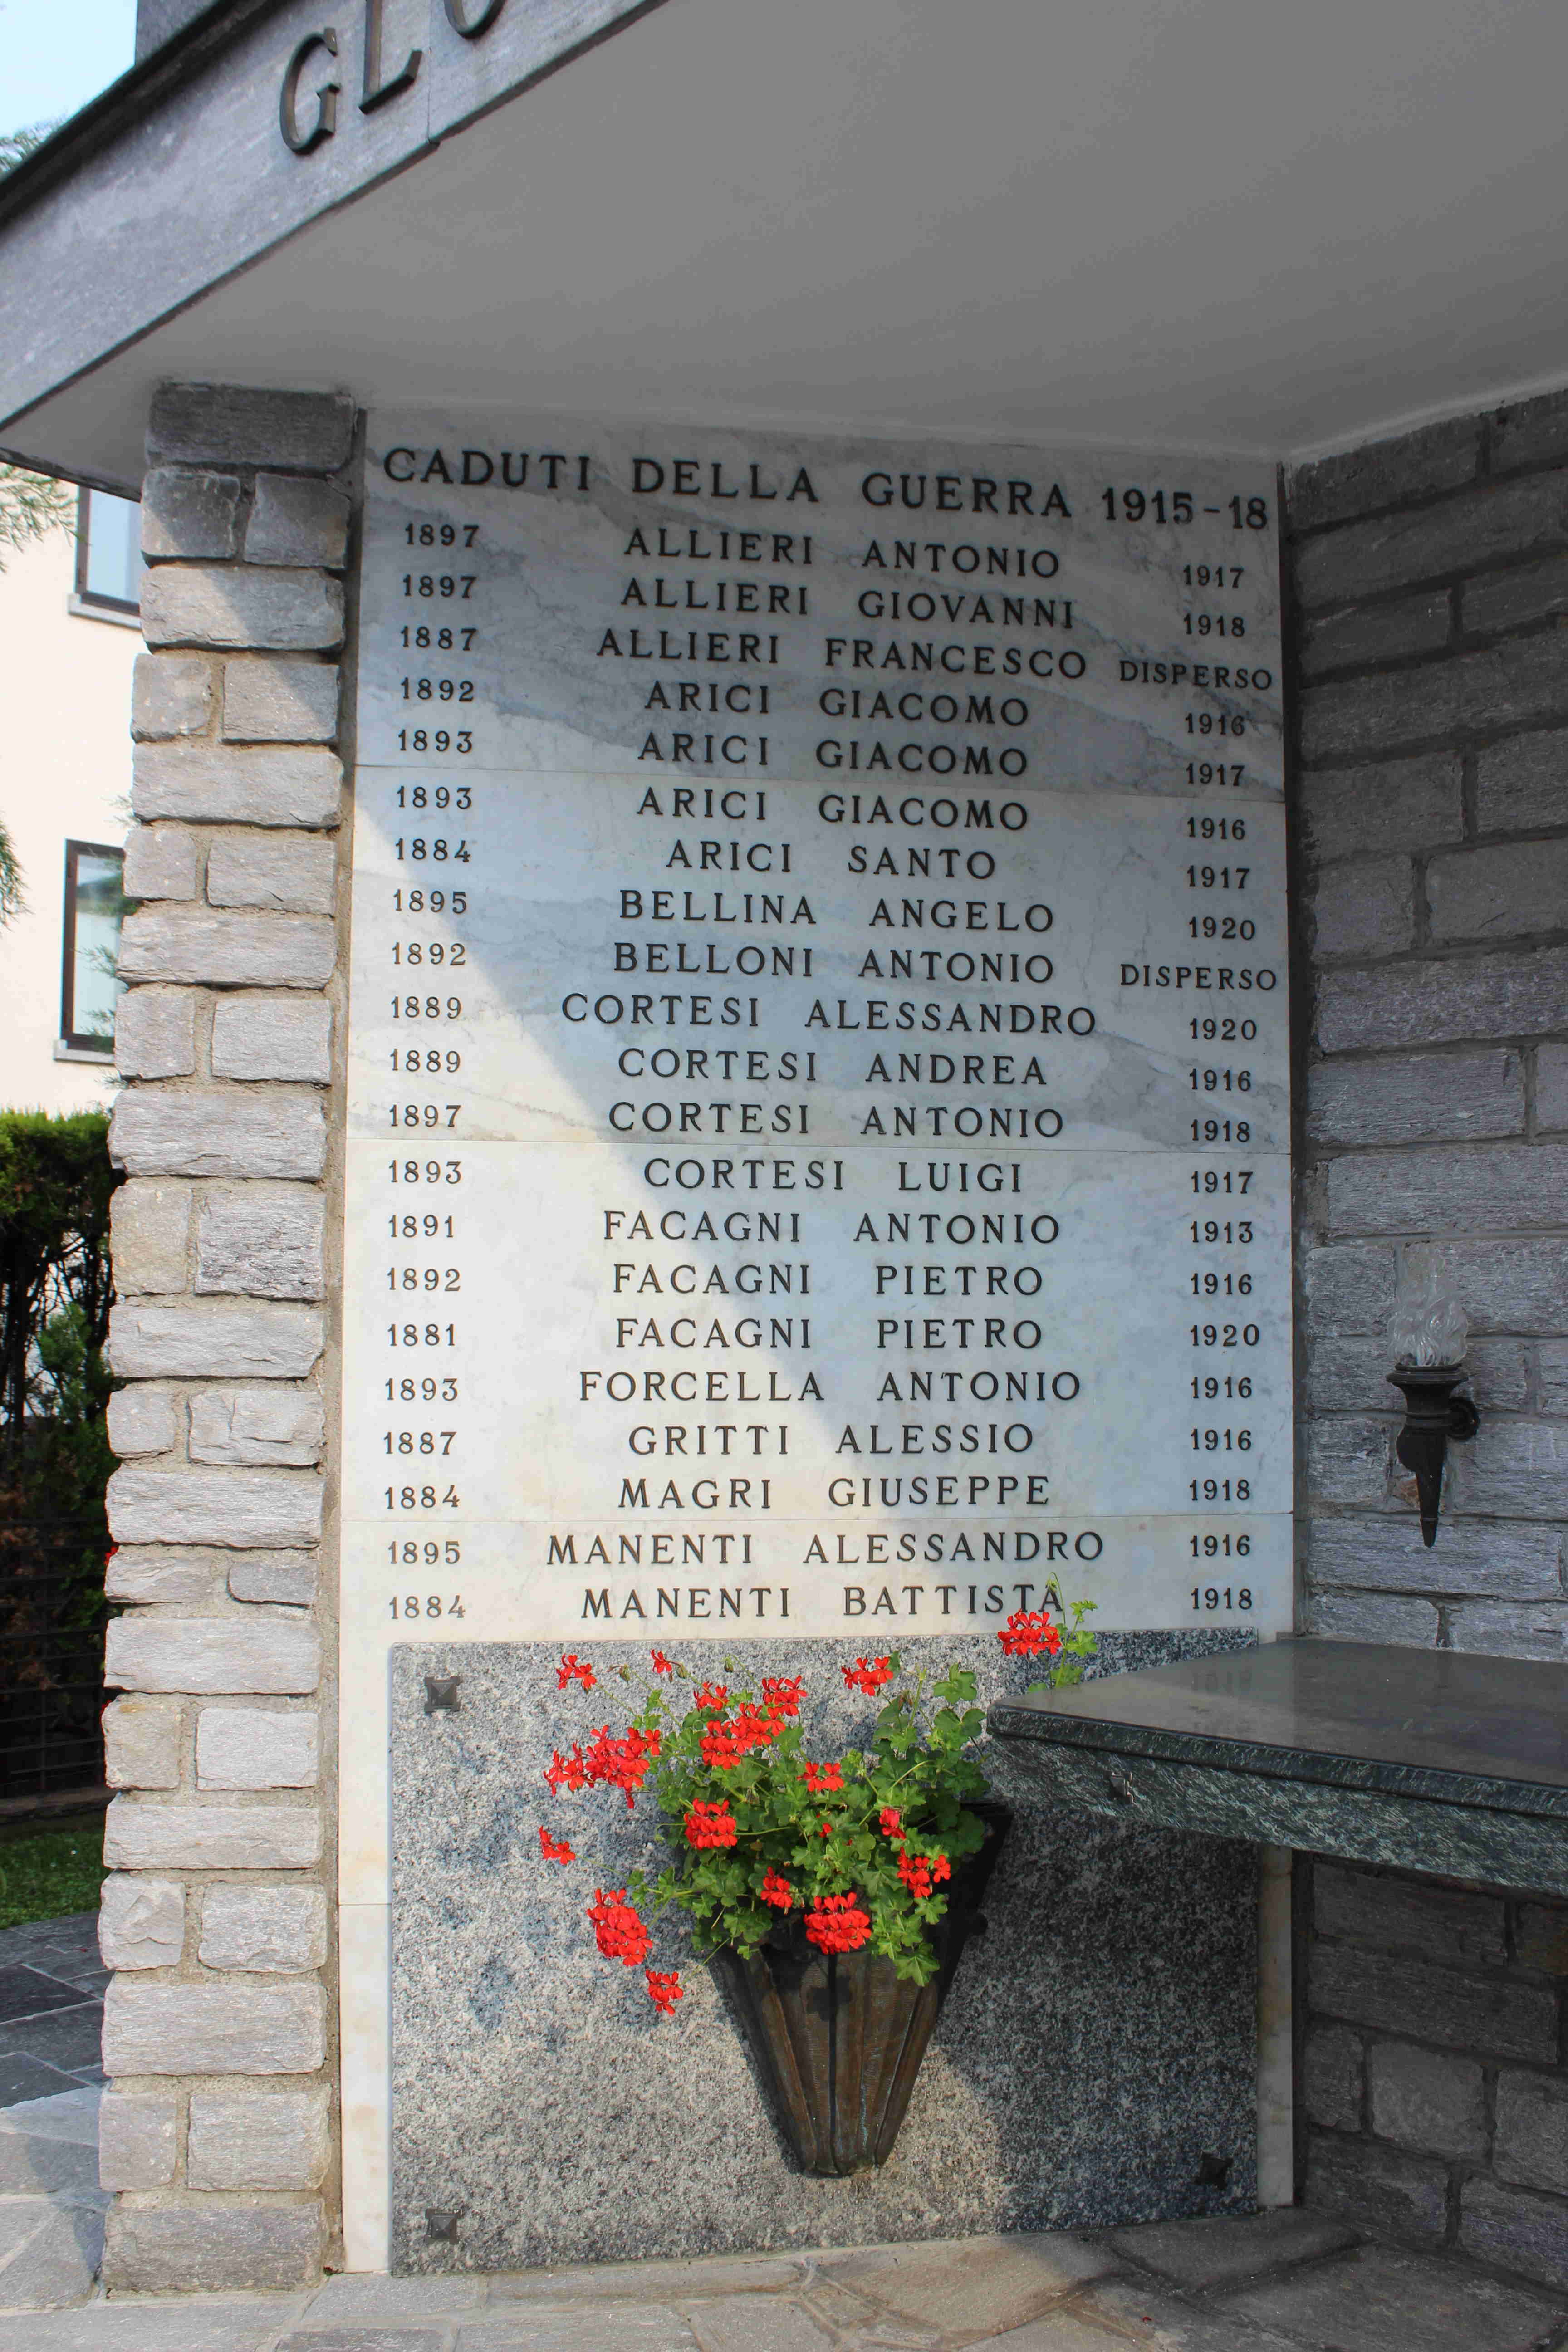 GLO
CADUTI DELLA GUERRA 1915-18
1897 ALLIERI ANTONIO 1917
1897 ALLIERI GIOVANNI 1918
1887 ALLIERI FRANCESCO DISPERSO
1892 ARICI GIACOMO 1916
1893 ARICI GIACOMO 1917
1893 ARICI GIACOMO 1916
1884 ARICI SANTO 1917
1895 BELLINA ANGELO 1920
1892 BELLONI ANTONIO DISPERSO
1889 CORTESI ALESSANDRO 1920
1889 CORTESI ANDREA 1916
1897 CORTESI ANTONIO 1918
1893 CORTESI LUIGI 1917
1891 FACAGNI ANTONIO 1913
1892 FACAGNI PIETRO 1916
1881 FACAGNI PIETRO 1920
1893 FORCELLA ANTONIO 1916
1887 GRITTI ALESSIO 1916
1884 MAGRI GIUSEPPE 1918
1895 MANENTI ALESSANDRO 1916
1884 MANENTI BATTISTA 1918